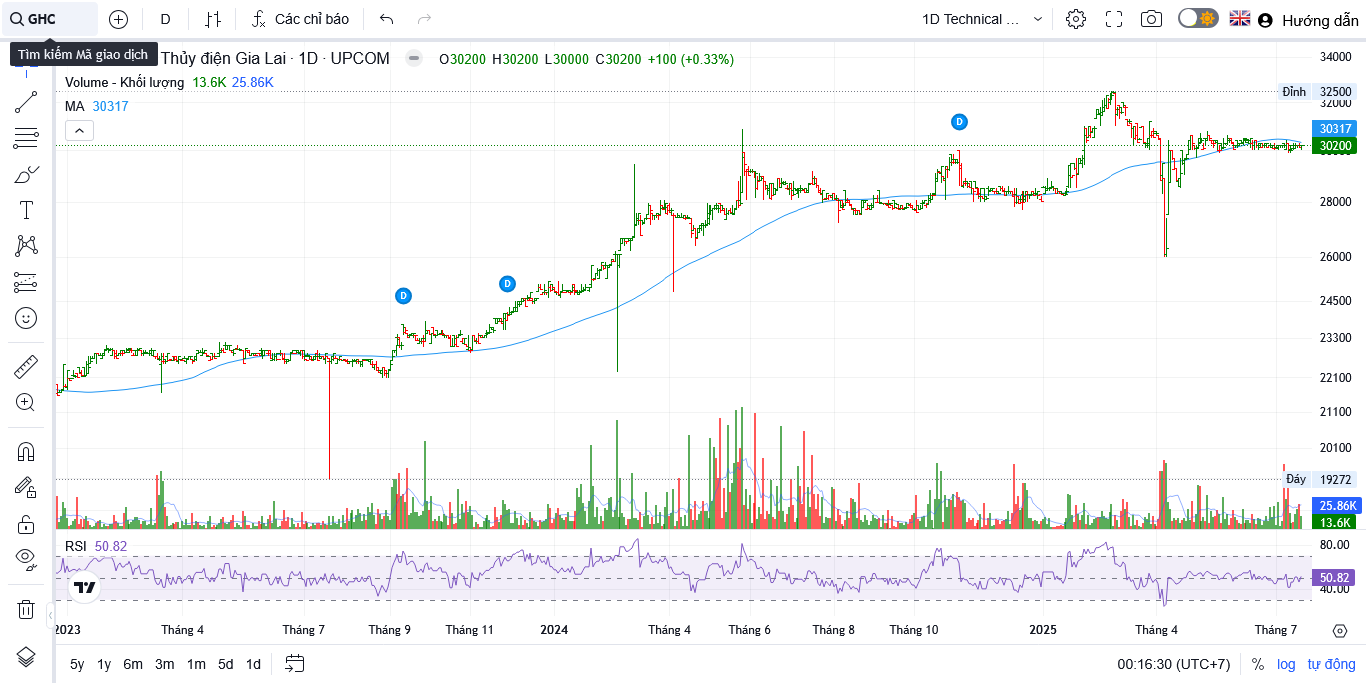 GHC
D
Các chỉ báo
1D Technical ...
Hướng dẫn
Tìm kiếm Mã giao dịch
Thủy điện Gia Lai · 1D · UPCOM
O30200 H30200 L30000 C30200 +100 (+0.33%)
Volume - Khối lượng 13.6K 25.86K
MA 30317
34000
Đỉnh 32500
32000
30317
30200
28000
26000
24500
23300
22100
21100
20100
Đáy 19272
25.86K
13.6K
D
D
D
T
RSI 50.82
80.00
50.82
40.00
2023 Tháng 4 Tháng 7 Tháng 9 Tháng 11 2024 Tháng 4 Tháng 6 Tháng 8 Tháng 10 2025 Tháng 4 Tháng 7
5y 1y 6m 3m 1m 5d 1d
00:16:30 (UTC+7) % log tự động